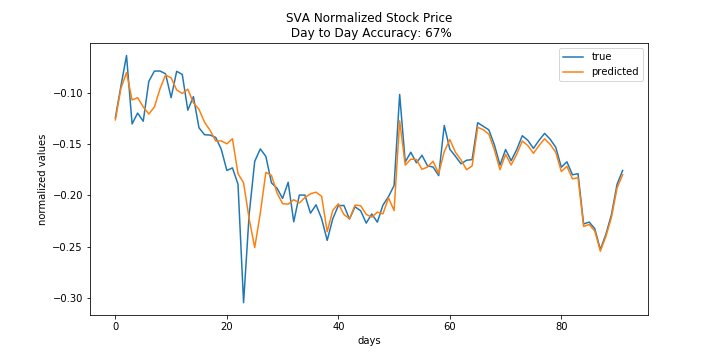 SVA Normalized Stock Price
Day to Day Accuracy: 67%
true
predicted
normalized values
−0.10
−0.15
−0.20
−0.25
−0.30
0
20
40
60
80
days